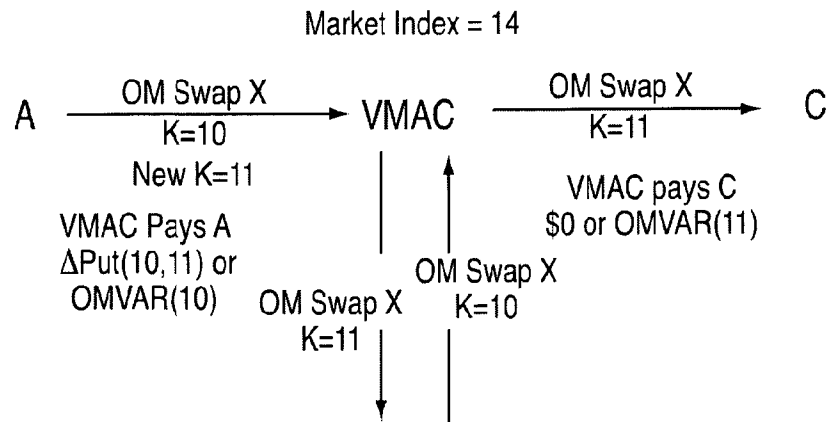 Market Index = 14
A
OM Swap X
K=10
New K=11
VMAC
OM Swap X
K=11
C
VMAC Pays A
ΔPut(10,11) or
OMVAR(10)
VMAC pays C
$0 or OMVAR(11)
OM Swap X
K=11
OM Swap X
K=10